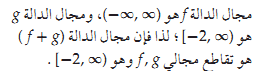 مجال الدالة f هو (−∞, ∞)، ومجال الدالة g
هو [−2, ∞)؛ لذا فإن مجال الدالة (f + g)
هو تقاطع مجالي f, g وهو [−2, ∞).